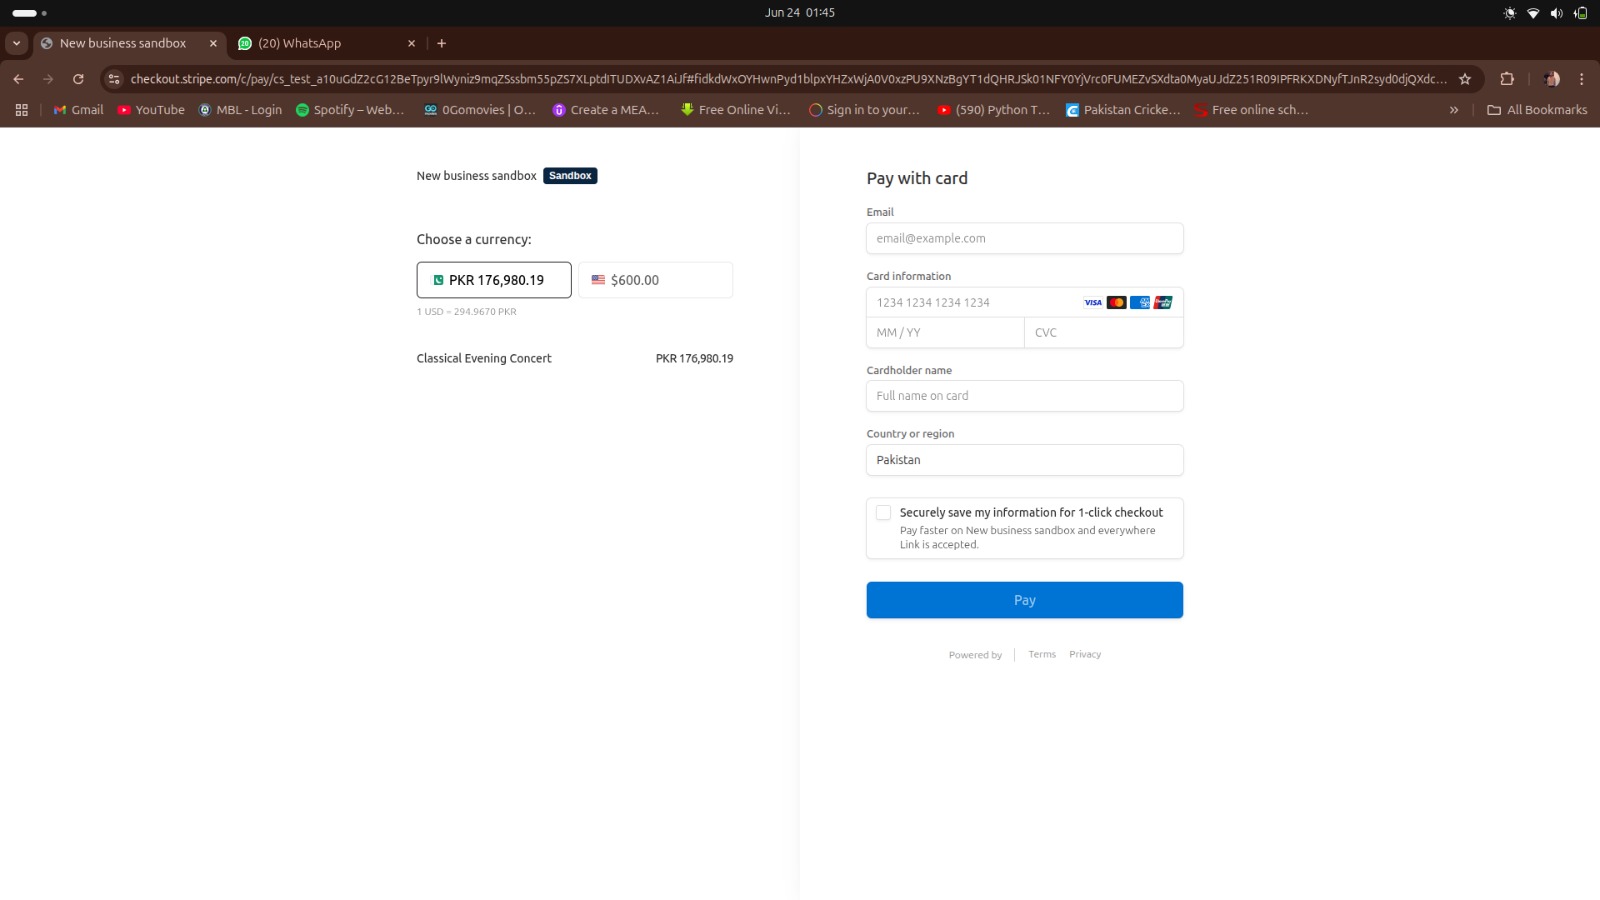 Jun 24 01:45
New business sandbox
(20) WhatsApp
checkout.stripe.com/c/pay/
Gmail
YouTube
MBL - Login
Spotify – Web...
0Gomovies | O...
Create a MEA...
Free Online Vi...
Sign in to your...
(590) Python T...
Pakistan Cricke...
Free online sch...
»
All Bookmarks
New business sandbox Sandbox
Choose a currency:
PKR 176,980.19
$600.00
1 USD = 294.9670 PKR
Classical Evening Concert PKR 176,980.19
Pay with card
Email
email@example.com
Card information
1234 1234 1234 1234 VISA
MM / YY CVC
Cardholder name
Full name on card
Country or region
Pakistan
Securely save my information for 1-click checkout
Pay faster on New business sandbox and everywhere
Link is accepted.
Pay
Powered by Terms Privacy